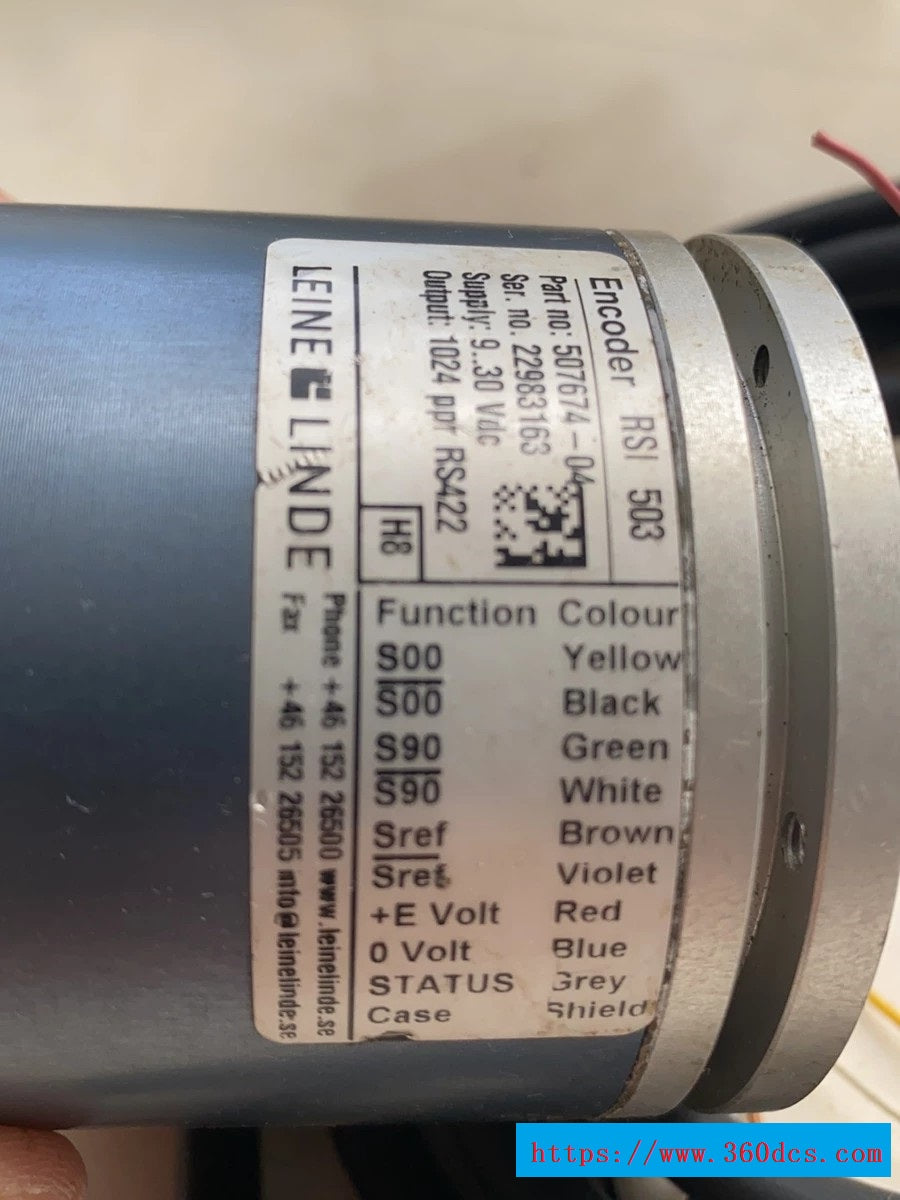 Encoder RSI 503
Part no: 507674-04
Ser. no. 22983163
Supply: 9..30 Vdc
Output: 1024 ppr RS422
H8
LEINE LINDE
Phone +46 152 26500 www.leinelinde.se
Fax +46 152 26505 info@leinelinde.se
Function Colour
S00 Yellow
S00 Black
S90 Green
S90 White
Sref Brown
Sref Violet
+E Volt Red
0 Volt Blue
STATUS Grey
Case Shield
https://www.360dcs.com